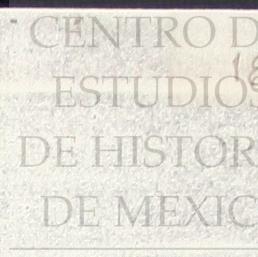 CENTRO D
ESTUDIOS
DE HISTOR
DE MEXIC